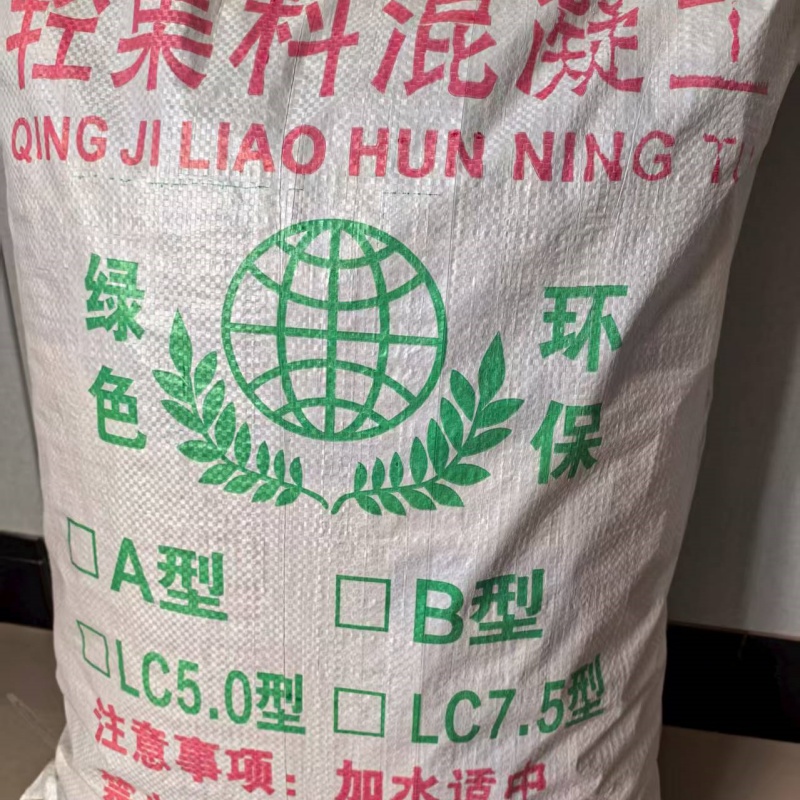 轻集料混凝土
QING JI LIAO HUN NING TU
绿色 环保
□A型 □B型
□LC5.0型 □LC7.5型
注意事项：加水适中